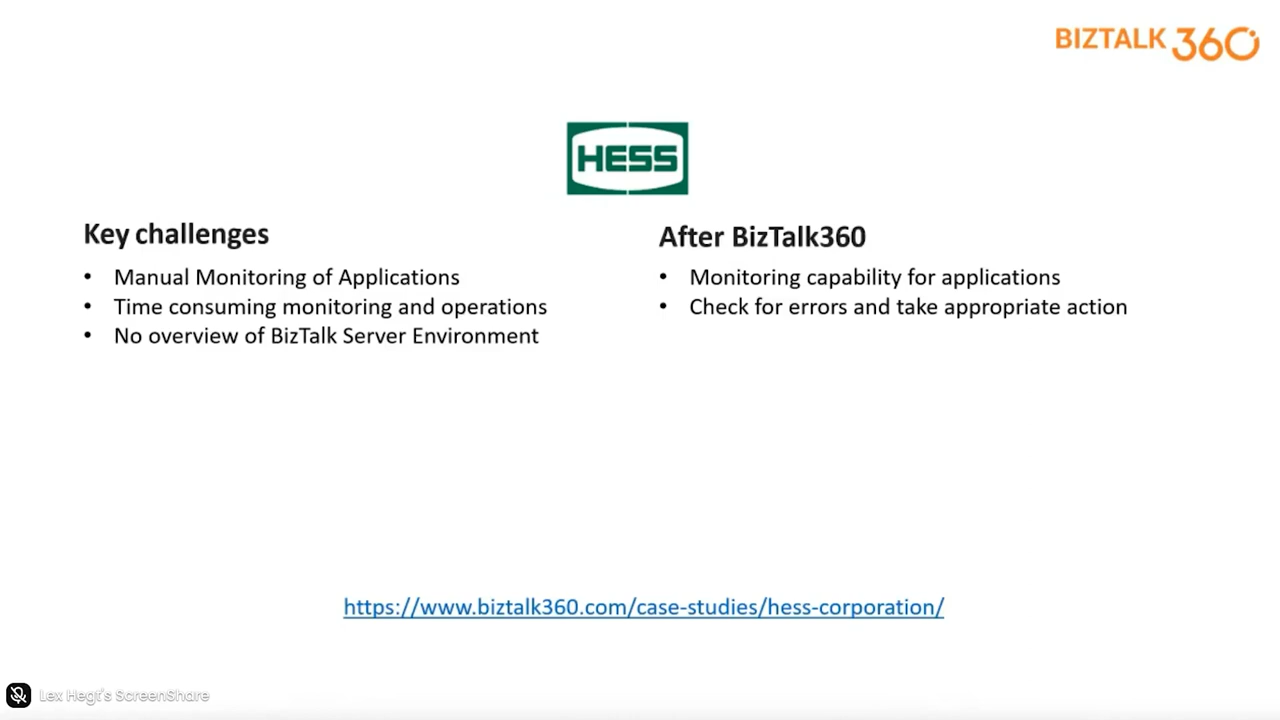 BIZTALK 360
HESS
Key challenges
• Manual Monitoring of Applications
• Time consuming monitoring and operations
• No overview of BizTalk Server Environment
After BizTalk360
• Monitoring capability for applications
• Check for errors and take appropriate action
https://www.biztalk360.com/case-studies/hess-corporation/
Lex Hegt's ScreenShare